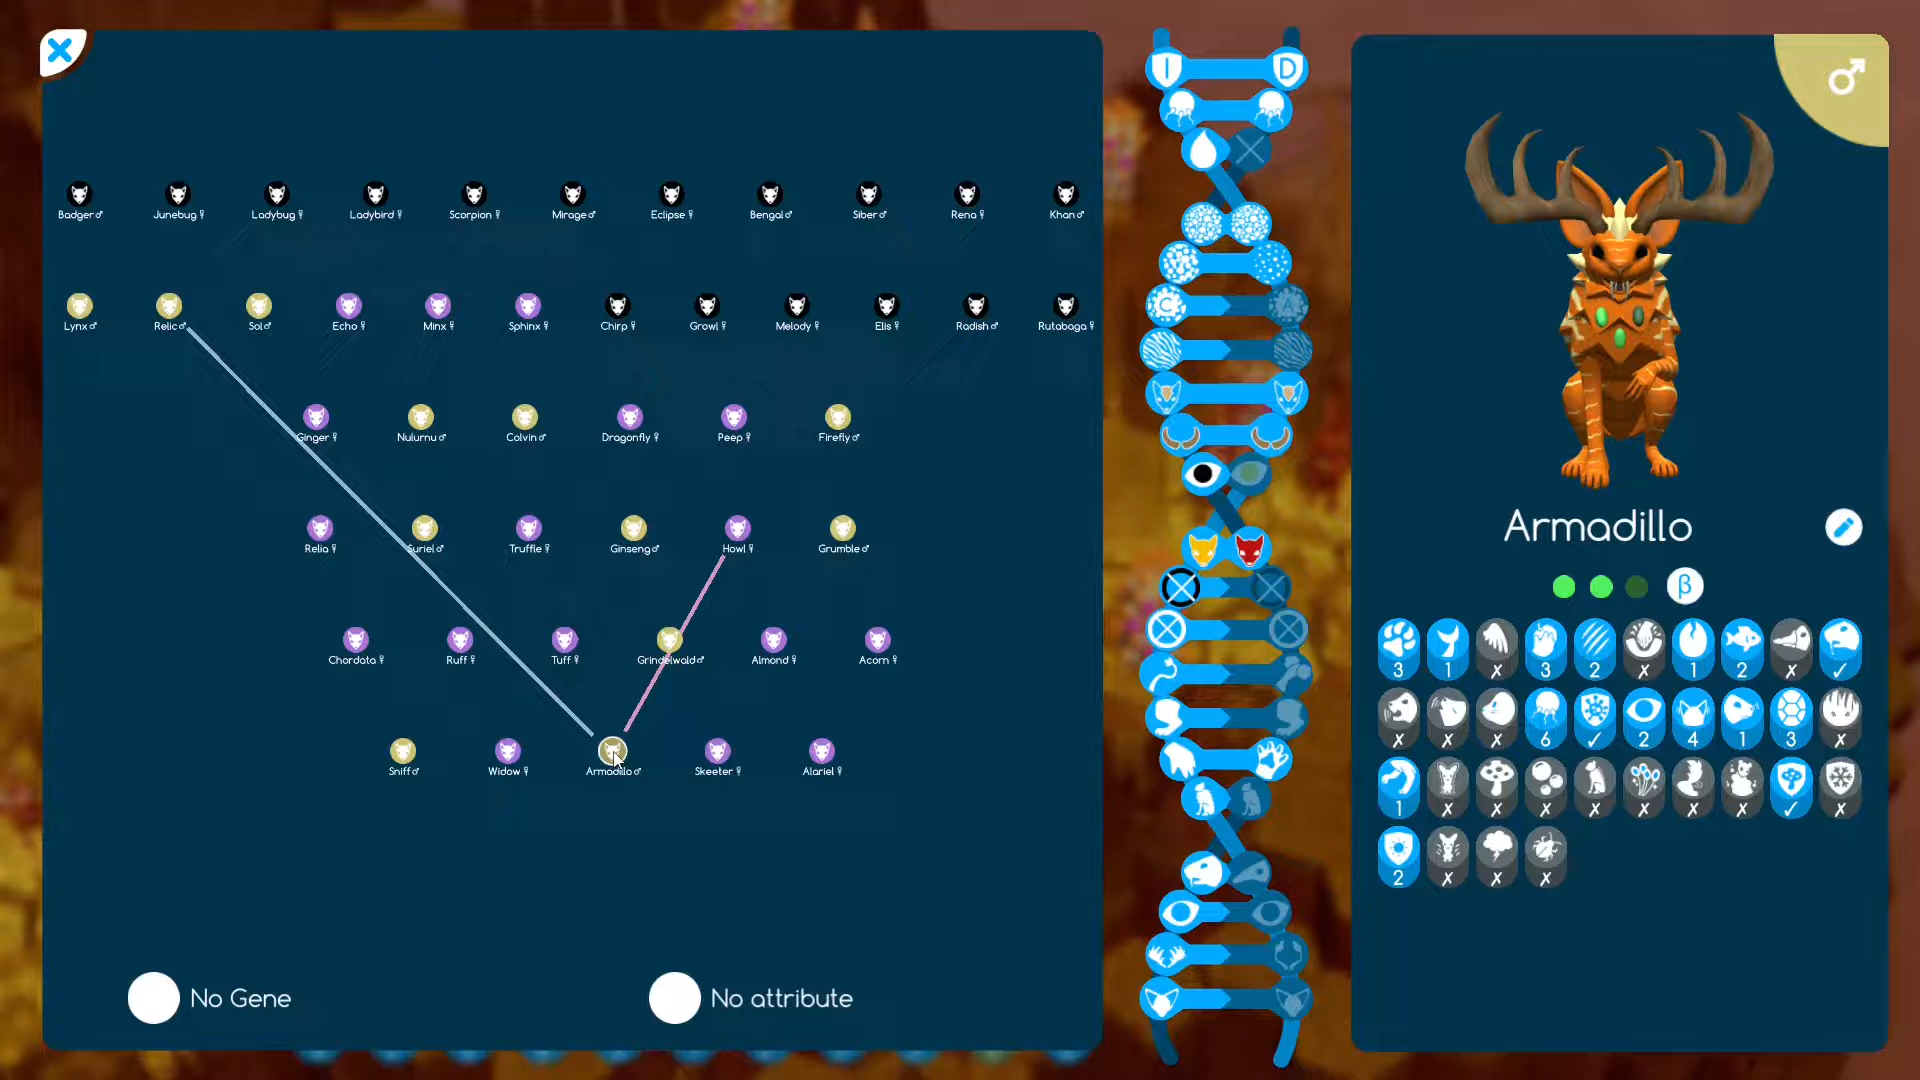 I D
Badger♂ Junebug♀ Ladybug♀ Ladybird♀ Scorpion♀ Mirage♂ Eclipse♀ Bengal♂ Siber♂ Rena♀ Khan♂
C A
Lynx♂ Relic♂ Sol♂ Echo♀ Minx♀ Sphinx♀ Chirp♀ Growl♀ Melody♀ Elis♀ Radish♂ Rutabaga♀
Ginger♀ Nulurnu♂ Colvin♂ Dragonfly♀ Peep♀ Firefly♂
Armadillo
Relia♀ Suriel♂ Truffle♀ Ginseng♂ Howl♀ Grumble♂
β
Chordata♀ Ruff♀ Tuff♀ Grindelwald♂ Almond♀ Acorn♀
3 1 ✗ 3 2 ✗ 1 2 ✗ ✓
✗ ✗ ✗ 6 ✓ 2 4 1 3 ✗
Sniff♂ Widow♀ Armadillo♂ Skeeter♀ Alariel♀
1 ✗ ✗ ✗ ✗ ✗ ✗ ✗ ✓ ✗
2 ✗ ✗ ✗
No Gene No attribute